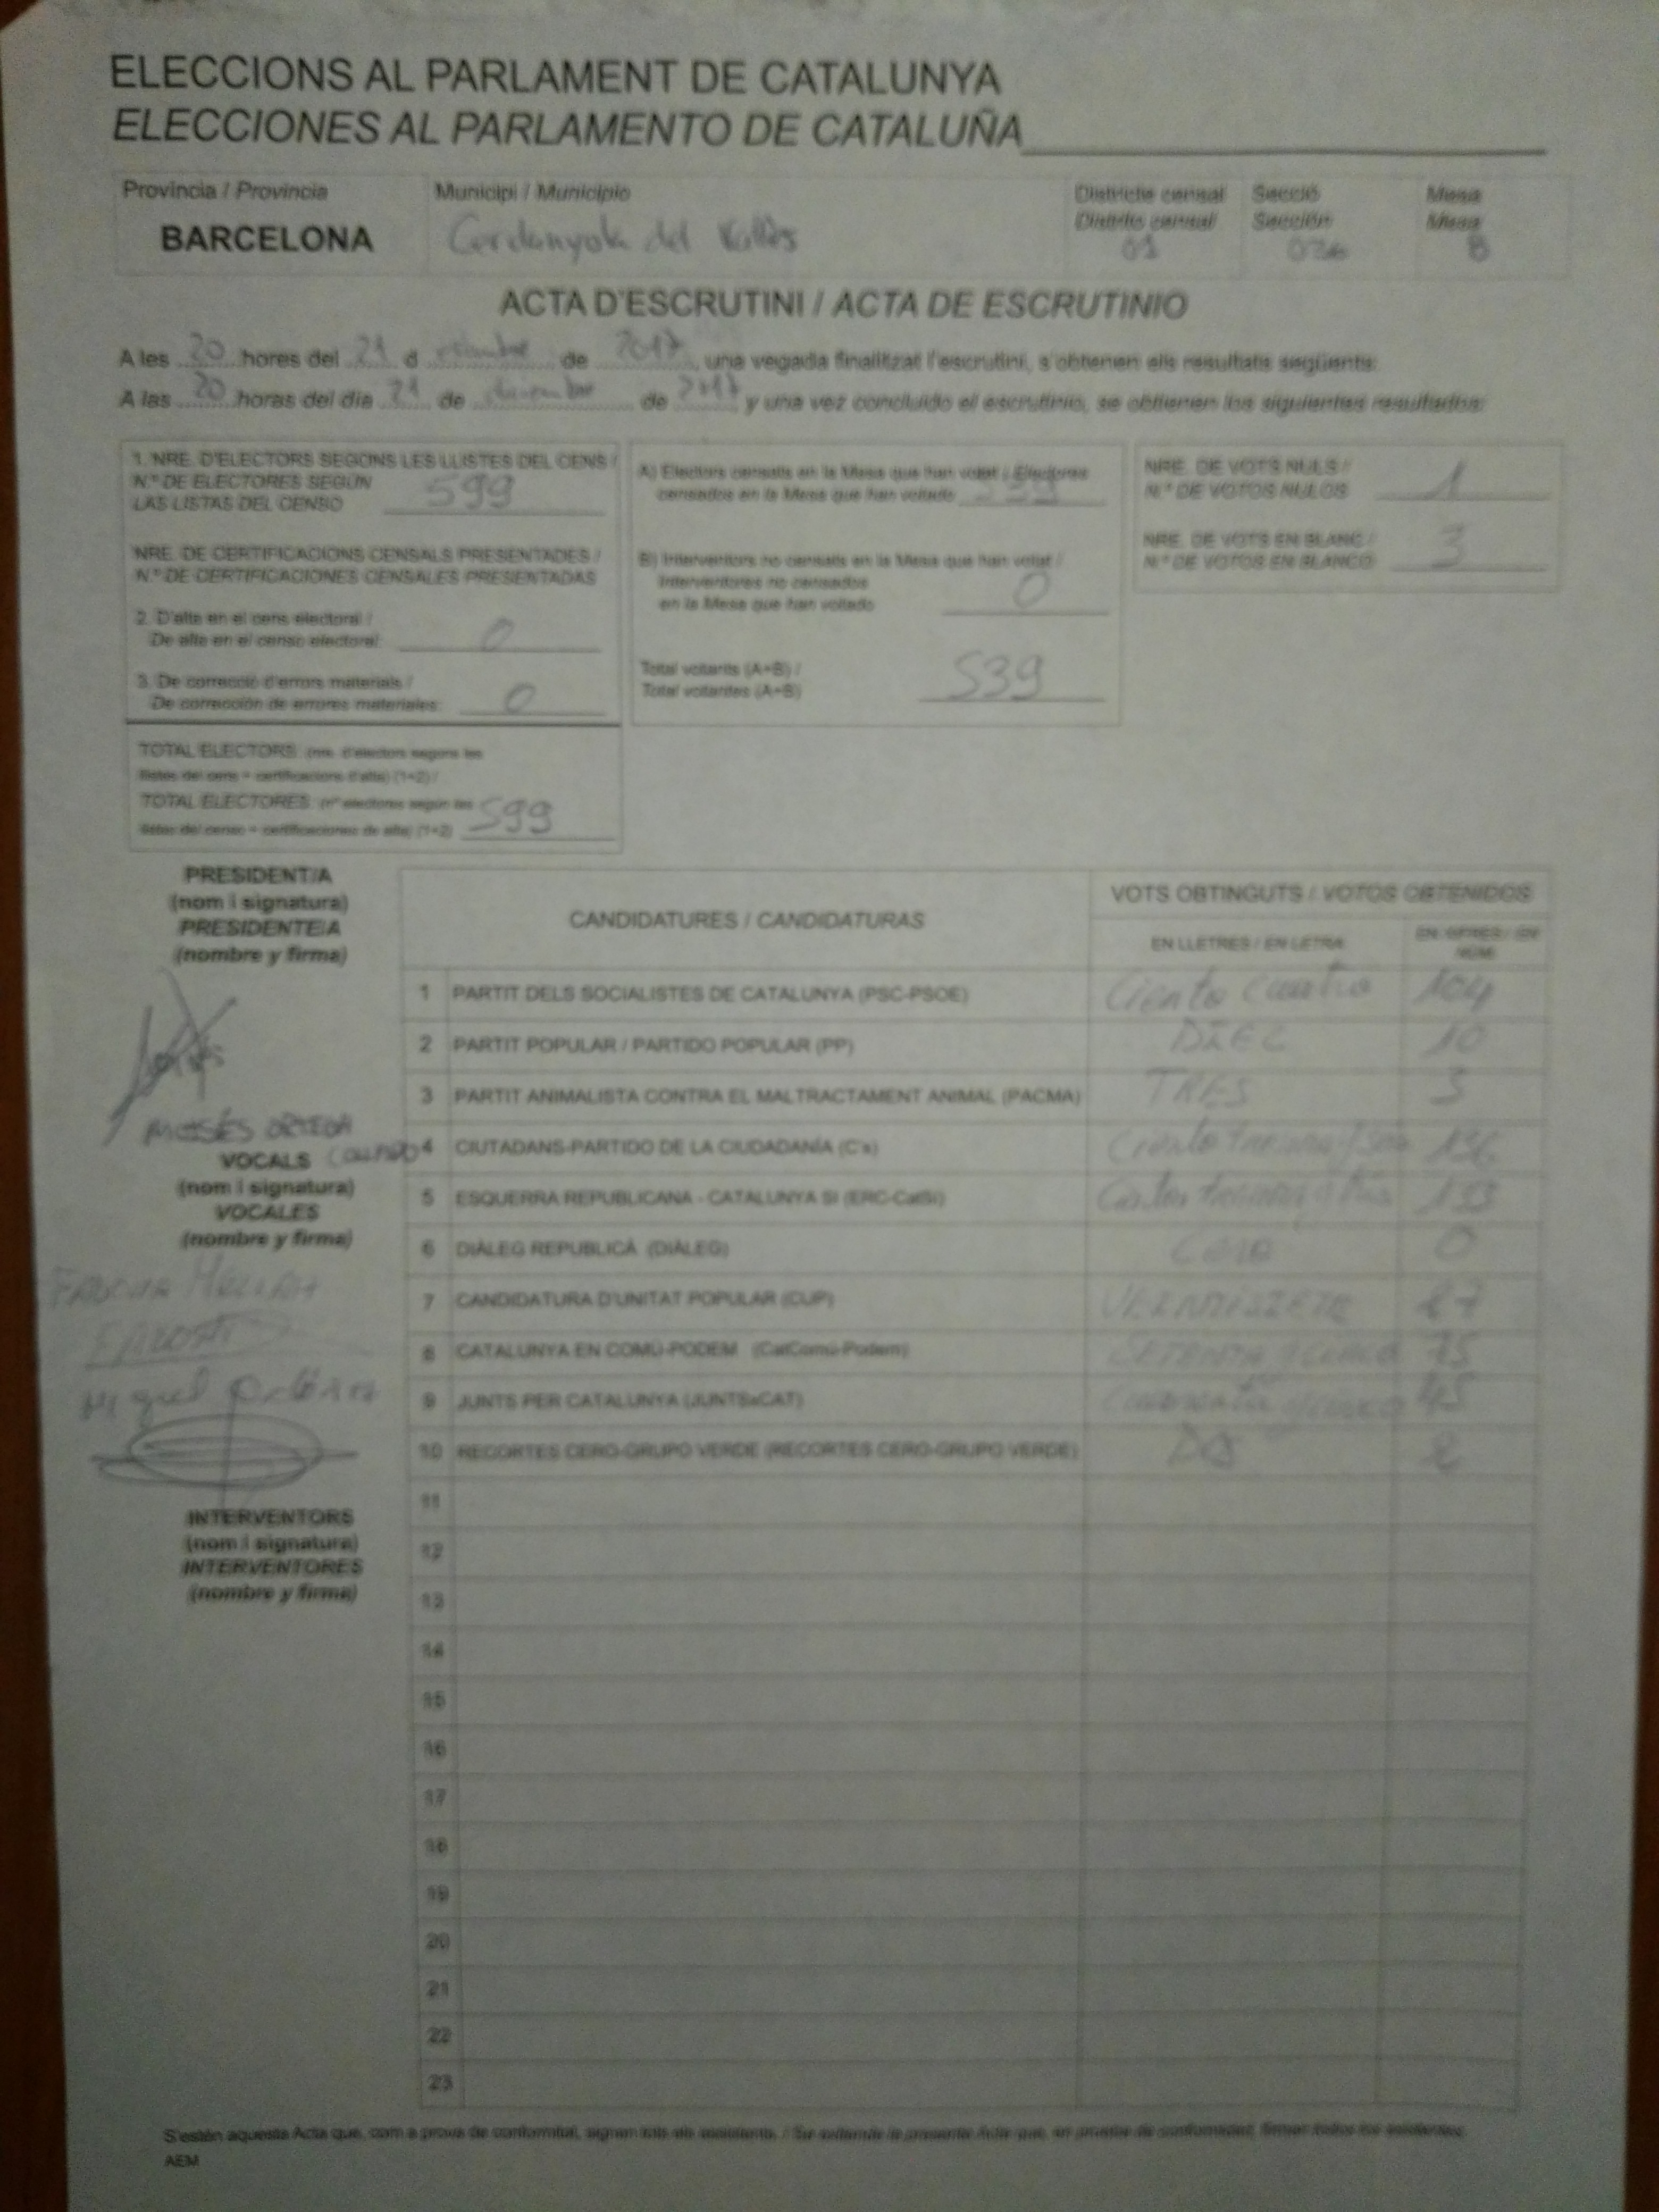 ELECCIONS AL PARLAMENT DE CATALUNYA
ELECCIONES AL PARLAMENTO DE CATALUÑA
Provincia / Provincia
BARCELONA
Municipi / Municipio
Cerdanyola del Vallès
Districte censal
Distrito censal
01
Secció
Sección
Mesa
Mesa
B
ACTA D'ESCRUTINI / ACTA DE ESCRUTINIO
A les 20 hores del 21 d de 2017, una vegada finalitzat l'escrutini, s'obtenen els resultats següents:
A las 20 horas del día 21 de diciembre de 2017 y una vez concluido el escrutinio, se obtienen los siguientes resultados:
1. NRE. D'ELECTORS SEGONS LES LLISTES DEL CENS /
N.º DE ELECTORES SEGÚN
LAS LISTAS DEL CENSO 599
NRE. DE CERTIFICACIONS CENSALS PRESENTADES /
N.º DE CERTIFICACIONES CENSALES PRESENTADAS
2. D'alta en el cens electoral /
De alta en el censo electoral: 0
3. De correcció d'errors materials /
De corrección de errores materiales: 0
TOTAL ELECTORS: (nre. d'electors segons les
llistes del cens + certificacions d'alta) (1+2) /
TOTAL ELECTORES: (nº electores según las
listas del censo + certificaciones de alta) (1+2) 599
A) Electors censats en la Mesa que han votat / Electores
censados en la Mesa que han votado 539
B) Interventors no censats en la Mesa que han votat /
Interventores no censados
en la Mesa que han votado 0
Total votants (A+B) /
Total votantes (A+B) 539
NRE. DE VOTS NULS /
N.º DE VOTOS NULOS 1
NRE. DE VOTS EN BLANC /
N.º DE VOTOS EN BLANCO 3
PRESIDENT/A
(nom i signatura)
PRESIDENTE/A
(nombre y firma)
MOISÉS ORTEGA
VOCALS
(nom i signatura)
VOCALES
(nombre y firma)
INTERVENTORS
(nom i signatura)
INTERVENTORES
(nombre y firma)
CANDIDATURES / CANDIDATURAS
VOTS OBTINGUTS / VOTOS OBTENIDOS
EN LLETRES / EN LETRA
EN XIFRES / EN NÚM.
1 PARTIT DELS SOCIALISTES DE CATALUNYA (PSC-PSOE) Ciento cuatro 104
2 PARTIT POPULAR / PARTIDO POPULAR (PP) DIEZ 10
3 PARTIT ANIMALISTA CONTRA EL MALTRACTAMENT ANIMAL (PACMA) TRES 3
4 CIUTADANS-PARTIDO DE LA CIUDADANÍA (C's) Ciento treinta y seis 136
5 ESQUERRA REPUBLICANA - CATALUNYA SÍ (ERC-CatSí) 133
6 DIÀLEG REPUBLICÀ (DIÀLEG) Cero 0
7 CANDIDATURA D'UNITAT POPULAR (CUP) VEINTISIETE 27
8 CATALUNYA EN COMÚ-PODEM (CatComú-Podem) SETENTA y CINCO 75
9 JUNTS PER CATALUNYA (JUNTSxCAT) Cuarenta y cinco 45
10 RECORTES CERO-GRUPO VERDE (RECORTES CERO-GRUPO VERDE) DOS 2
11
12
13
14
15
16
17
18
19
20
21
22
23
S'estén aquesta Acta que, com a prova de conformitat, signen tots els assistents. / Se extiende la presente Acta que, en prueba de conformidad, firman todos los asistentes.
AEM